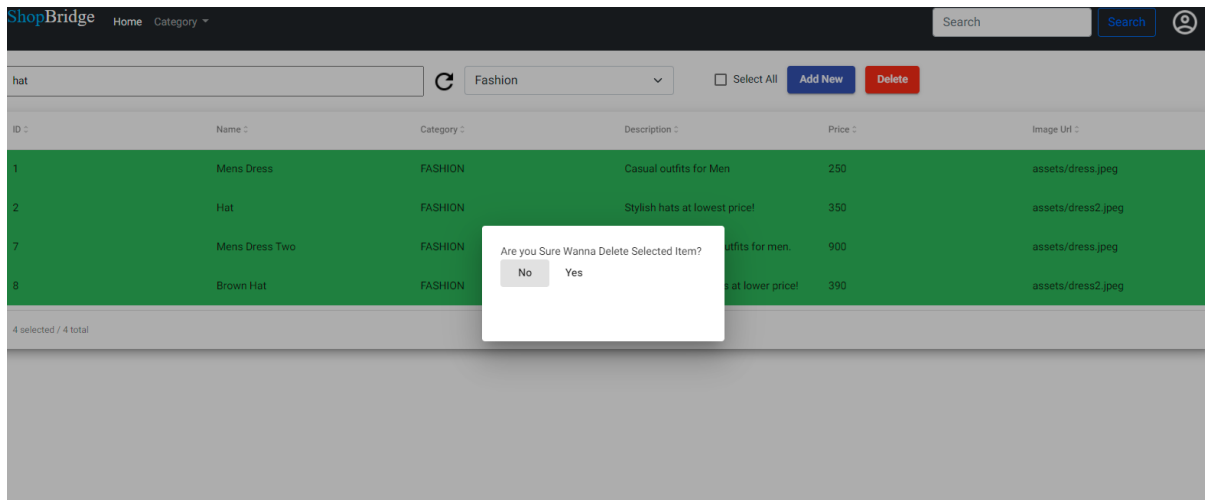 ShopBridge Home Category Search Search
hat Fashion Select All Add New Delete
ID Name Category Description Price Image Url
1 Mens Dress FASHION Casual outfits for Men 250 assets/dress.jpeg
2 Hat FASHION Stylish hats at lowest price! 350 assets/dress2.jpeg
7 Mens Dress Two FASHION utfits for men. 900 assets/dress.jpeg
8 Brown Hat FASHION s at lower price! 390 assets/dress2.jpeg
Are you Sure Wanna Delete Selected Item?
No Yes
4 selected / 4 total